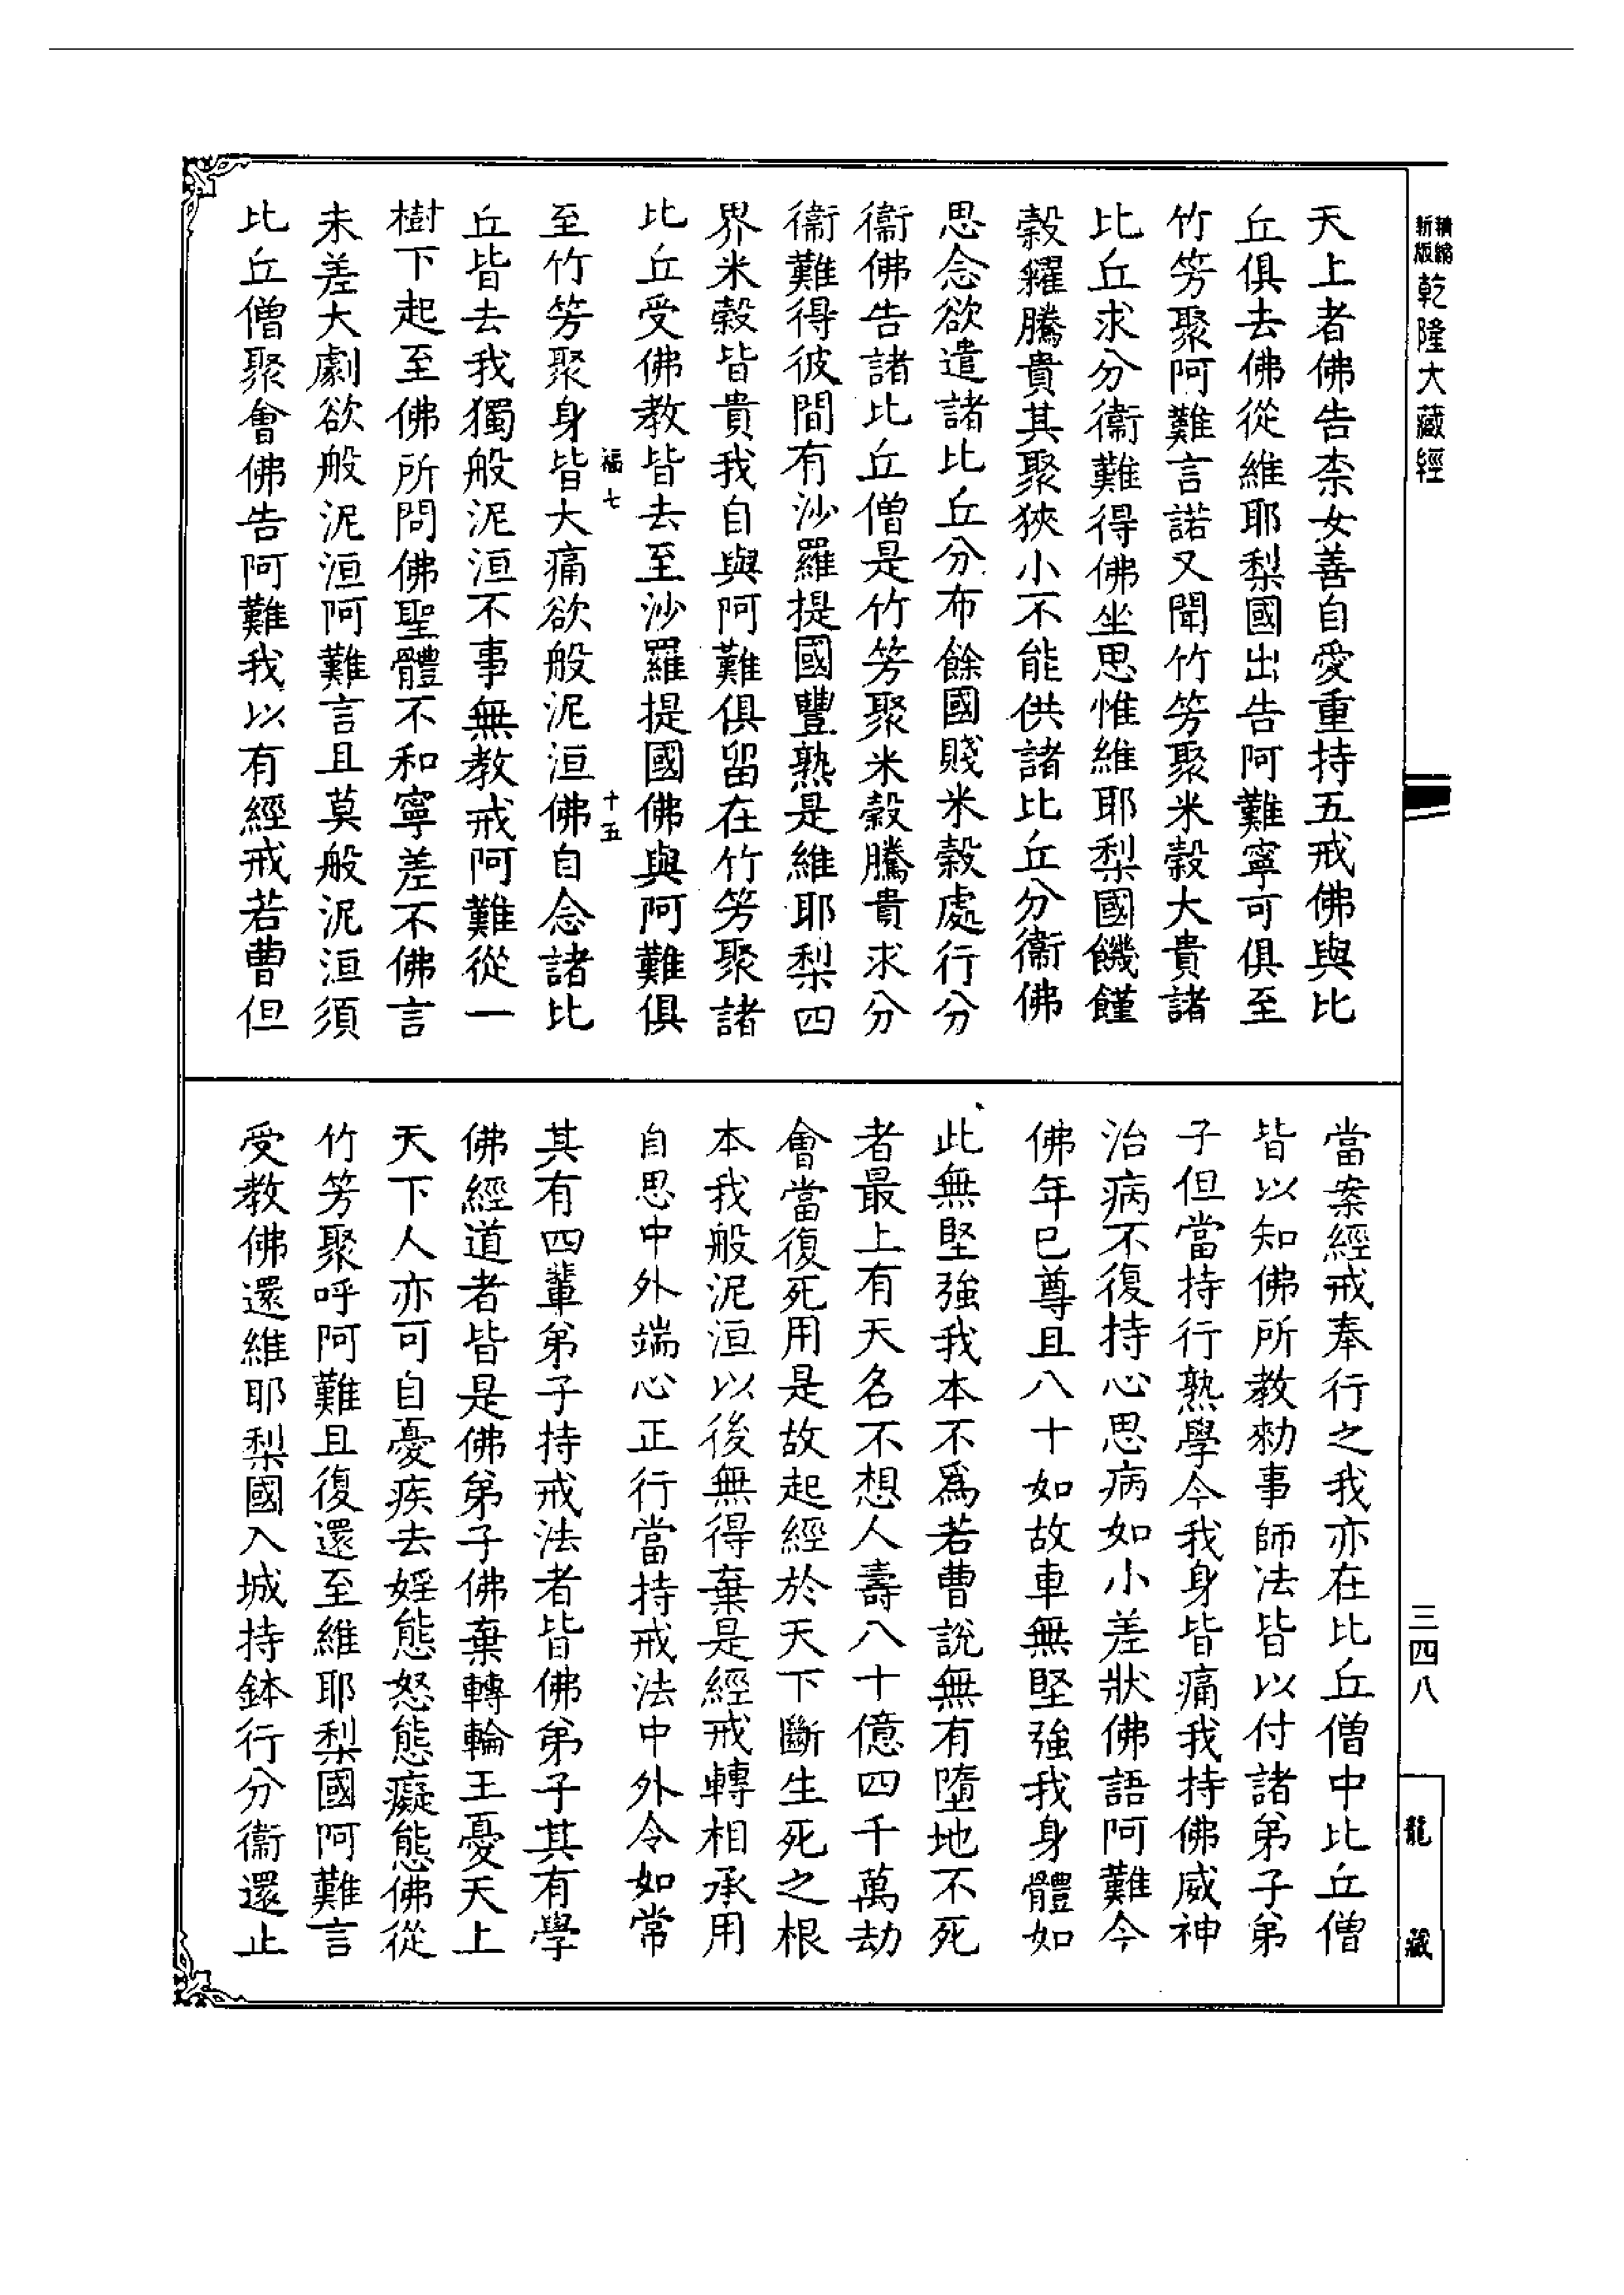 精縮新版乾隆大藏經
天上者佛告柰女善自愛重持五戒佛與比
丘俱去佛從維耶梨國出告阿難寧可俱至
竹芳聚阿難言諾又聞竹芳聚米穀大貴諸
比丘求分衞難得佛坐思惟維耶梨國饑饉
穀糴騰貴其聚狹小不能供諸比丘分衞佛
思念欲遣諸比丘分布餘國賤米穀處行分
衞佛告諸比丘僧是竹芳聚米穀騰貴求分
衞難得彼間有沙羅提國豐熟是維耶梨四
界米穀皆貴我自與阿難俱留在竹芳聚諸
比丘受佛教皆去至沙羅提國佛與阿難俱
福七 十五
至竹芳聚身皆大痛欲般泥洹佛自念諸比
丘皆去我獨般泥洹不事無教戒阿難從一
樹下起至佛所問佛聖體不和寧差不佛言
未差大劇欲般泥洹阿難言且莫般泥洹須
比丘僧聚會佛告阿難我以有經戒若曹但
當案經戒奉行之我亦在比丘僧中比丘僧
皆以知佛所教勑事師法皆以付諸弟子弟
子但當持行熟學今我身皆痛我持佛威神
治病不復持心思病如小差狀佛語阿難今
佛年已尊且八十如故車無堅強我身體如
此無堅強我本不爲若曹說無有墮地不死
者最上有天名不想人壽八十億四千萬劫
會當復死用是故起經於天下斷生死之根
本我般泥洹以後無得棄是經戒轉相承用
自思中外端心正行當持戒法中外令如常
其有四輩弟子持戒法者皆佛弟子其有學
佛經道者皆是佛弟子佛棄轉輪王憂天上
天下人亦可自憂疾去婬態怒態癡態佛從
竹芳聚呼阿難且復還至維耶梨國阿難言
受教佛還維耶梨國入城持鉢行分衞還止
三四八
龍藏